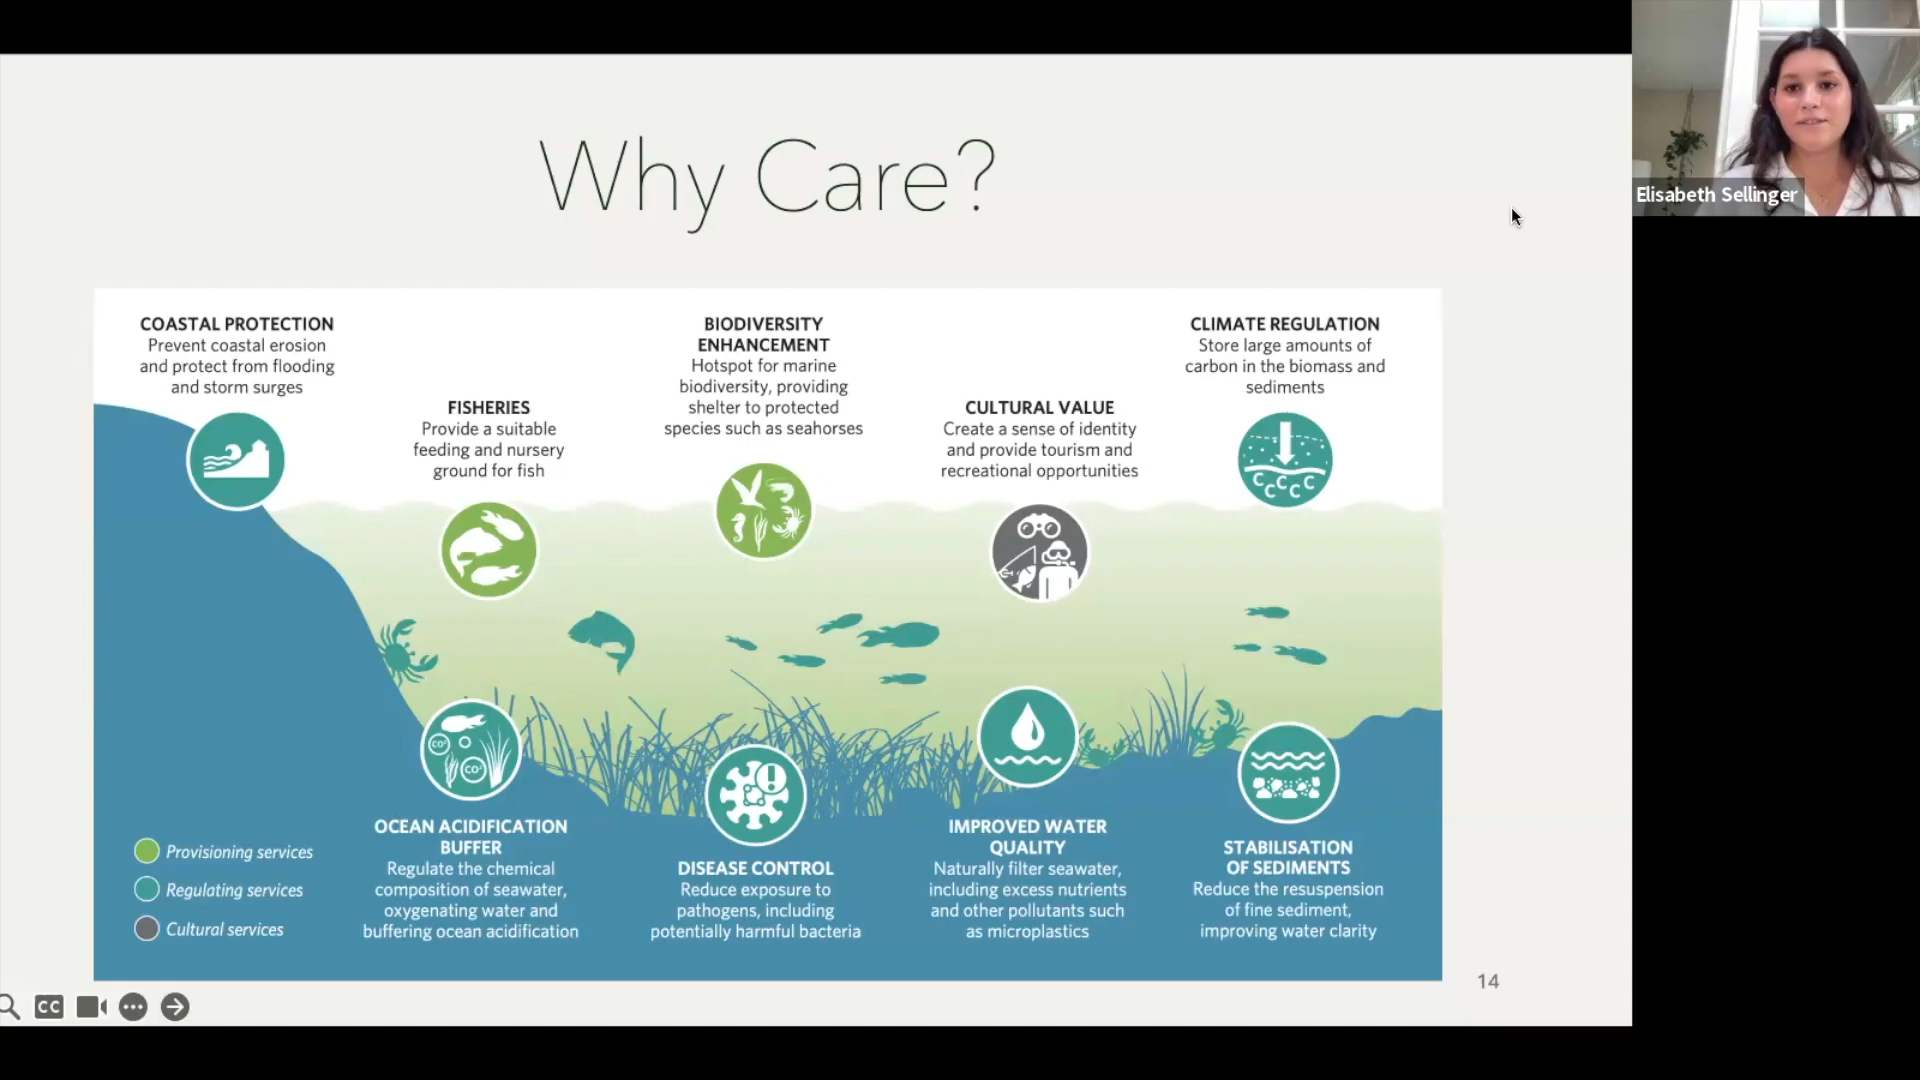 Why Care?
Elisabeth Sellinger
COASTAL PROTECTION
Prevent coastal erosion
and protect from flooding
and storm surges
FISHERIES
Provide a suitable
feeding and nursery
ground for fish
BIODIVERSITY
ENHANCEMENT
Hotspot for marine
biodiversity, providing
shelter to protected
species such as seahorses
CULTURAL VALUE
Create a sense of identity
and provide tourism and
recreational opportunities
CLIMATE REGULATION
Store large amounts of
carbon in the biomass and
sediments
C C C C C C
CO²
CO²
OCEAN ACIDIFICATION
BUFFER
Regulate the chemical
composition of seawater,
oxygenating water and
buffering ocean acidification
DISEASE CONTROL
Reduce exposure to
pathogens, including
potentially harmful bacteria
IMPROVED WATER
QUALITY
Naturally filter seawater,
including excess nutrients
and other pollutants such
as microplastics
STABILISATION
OF SEDIMENTS
Reduce the resuspension
of fine sediment,
improving water clarity
Provisioning services
Regulating services
Cultural services
14
CC